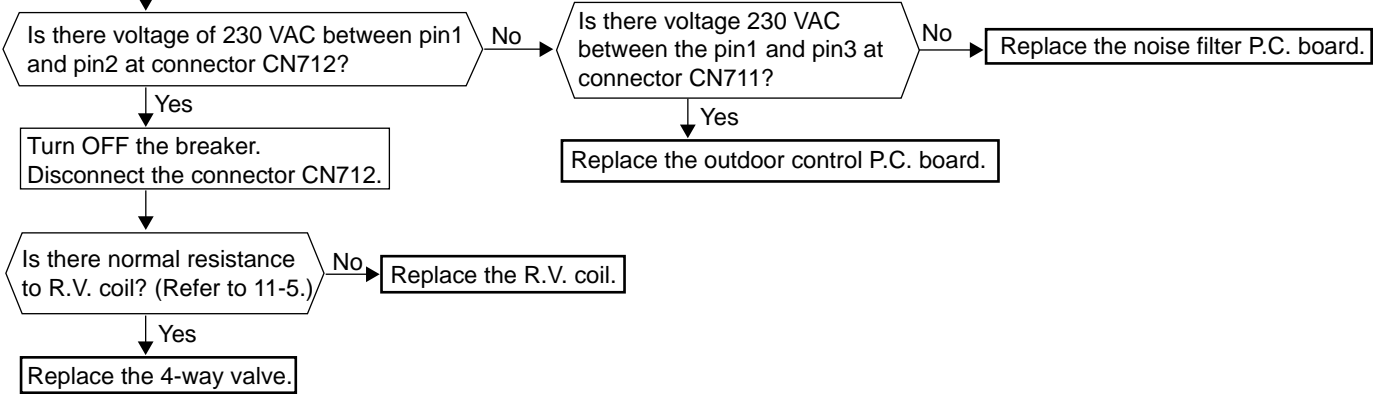 Is there voltage of 230 VAC between pin1
and pin2 at connector CN712?
No
Is there voltage 230 VAC
between the pin1 and pin3 at
connector CN711?
No
Replace the noise filter P.C. board.
Yes
Yes
Turn OFF the breaker.
Disconnect the connector CN712.
Replace the outdoor control P.C. board.
Is there normal resistance
to R.V. coil? (Refer to 11-5.)
No
Replace the R.V. coil.
Yes
Replace the 4-way valve.